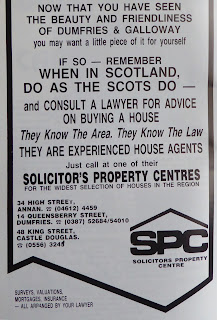 NOW THAT YOU HAVE SEEN
THE BEAUTY AND FRIENDLINESS
OF DUMFRIES & GALLOWAY
you may want a little piece of it for yourself
IF SO – REMEMBER
WHEN IN SCOTLAND,
DO AS THE SCOTS DO –
and CONSULT A LAWYER FOR ADVICE
ON BUYING A HOUSE
They Know The Area. They Know The Law
THEY ARE EXPERIENCED HOUSE AGENTS
Just call at one of their
SOLICITOR'S PROPERTY CENTRES
FOR THE WIDEST SELECTION OF HOUSES IN THE REGION
34 HIGH STREET,
ANNAN. ☎ (04612) 4459
14 QUEENSBERRY STREET,
DUMFRIES. ☎ (0387) 52684/54010
48 KING STREET,
CASTLE DOUGLAS.
☎ (0556) 3248
SPC
SOLICITORS PROPERTY
CENTRE
SURVEYS, VALUATIONS,
MORTGAGES, INSURANCE
– ALL ARRANGED BY YOUR LAWYER